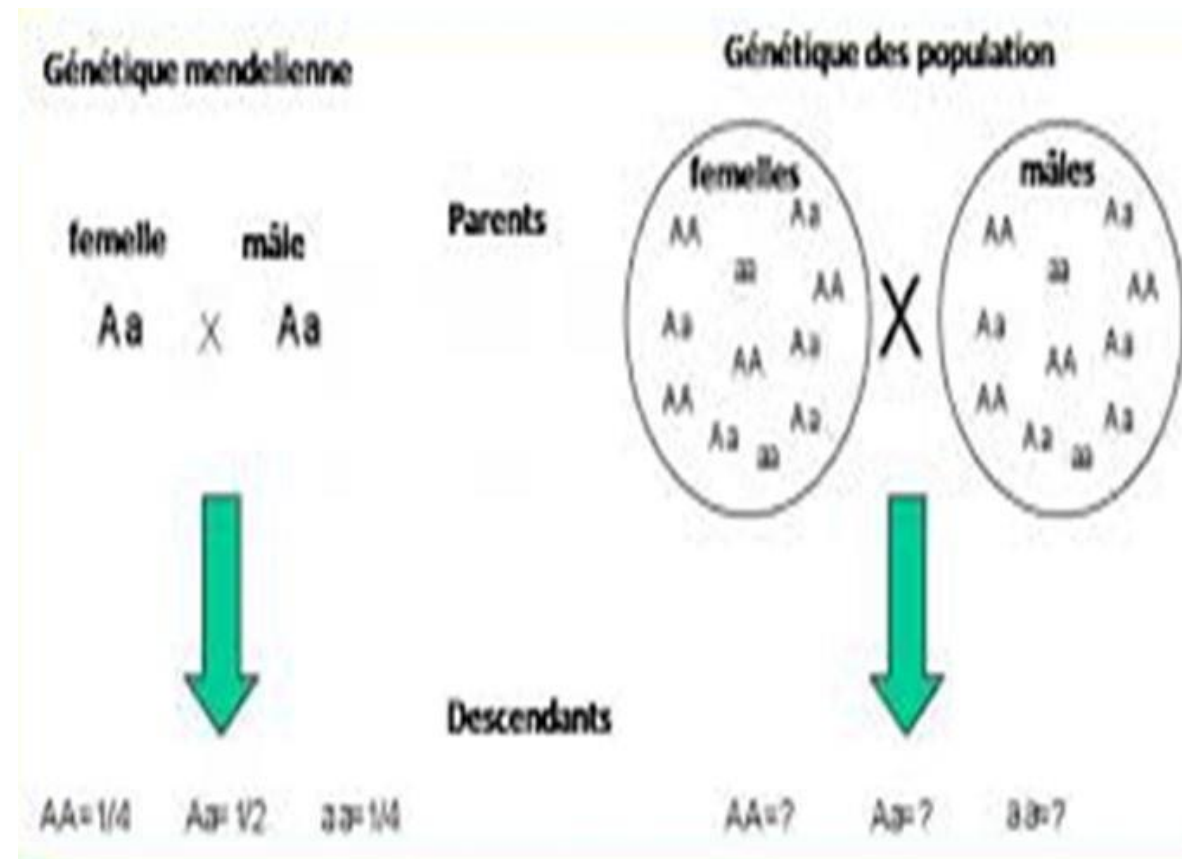 Génétique mendelienne
Génétique des population
Parents
femelle mâle
Aa X Aa
femelles
AA Aa
aa
AA
Aa
Aa
AA
AA
Aa
Aa
aa
X
mâles
AA Aa
aa
AA
Aa
Aa
AA
AA
Aa
Aa
aa
Descendants
AA=1/4 Aa=1/2 aa=1/4
AA=? Aa=? aa=?